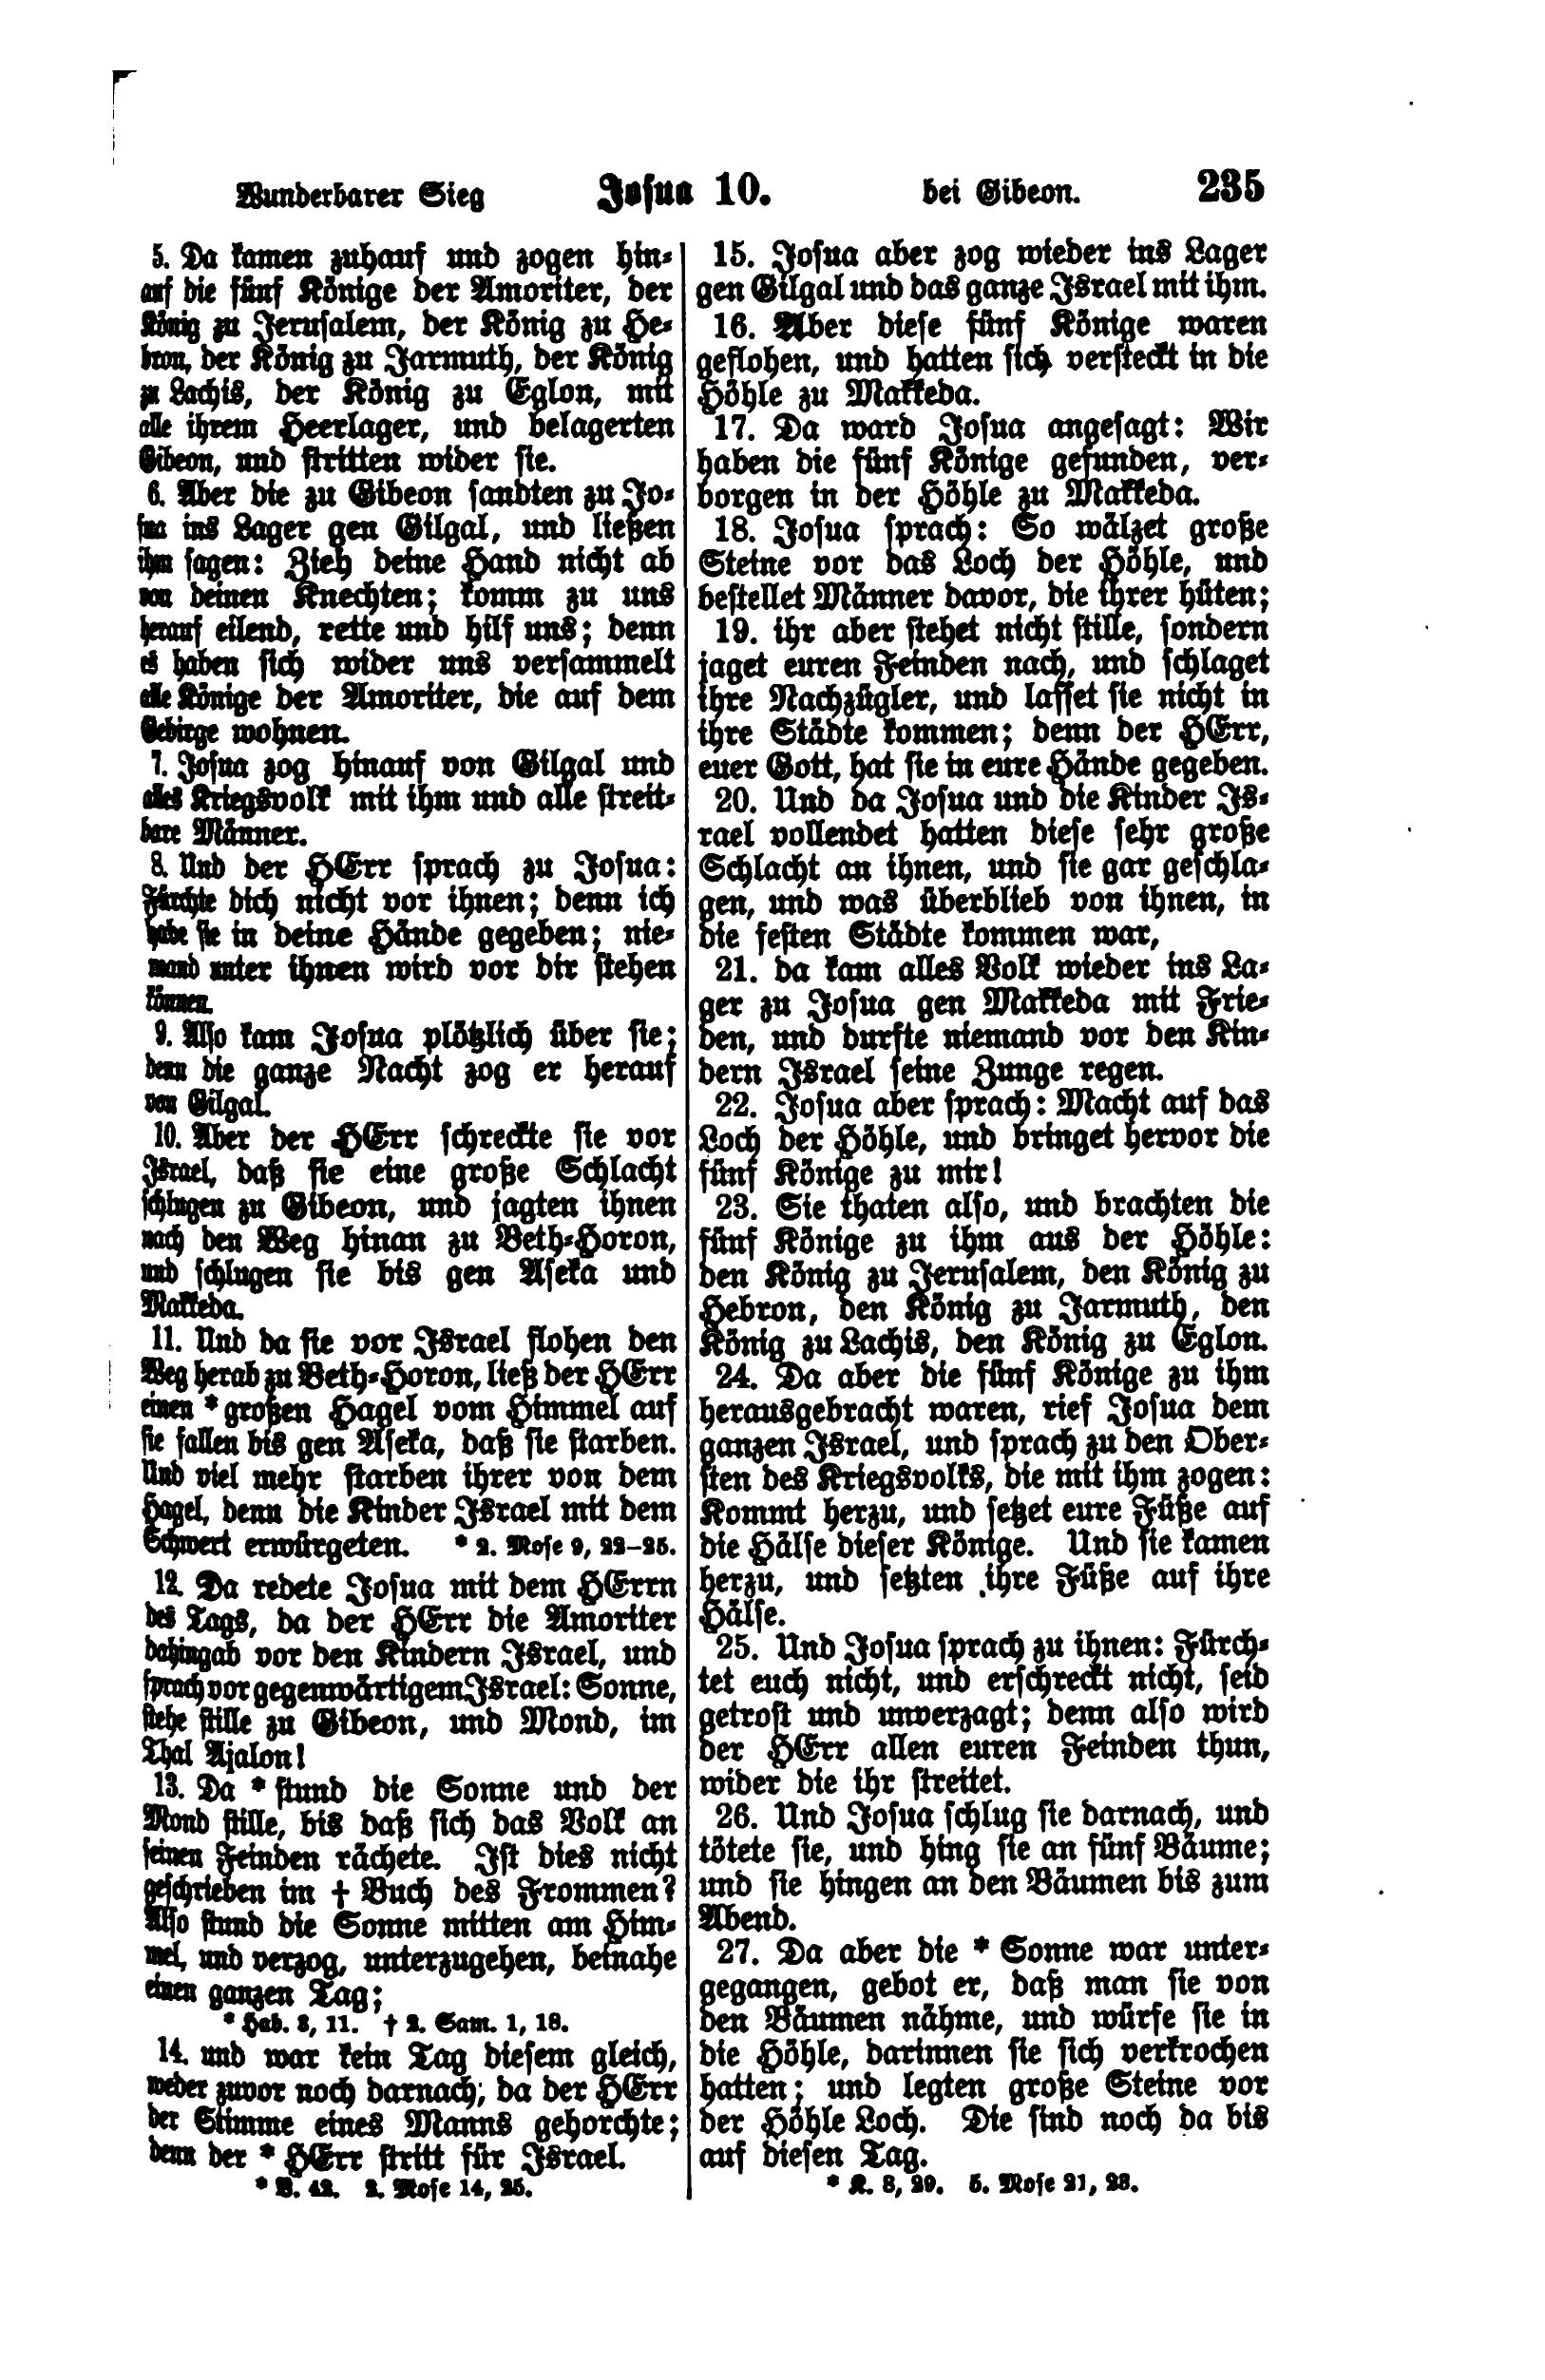 Wunderbarer Sieg Josua 10. bei Gibeon. 235
5. Da kamen zuhauf und zogen hin-
auf die fünf Könige der Amoriter, der
König zu Jerusalem, der König zu He-
bron, der König zu Jarmuth, der König
zu Lachis, der König zu Eglon, mit
alle ihrem Heerlager, und belagerten
Gibeon, und stritten wider sie.
6. Aber die zu Gibeon sandten zu Jo-
sua ins Lager gen Gilgal, und ließen
ihm sagen: Zieh deine Hand nicht ab
von deinen Knechten; komm zu uns
herauf eilend, rette und hilf uns; denn
es haben sich wider uns versammelt
alle Könige der Amoriter, die auf dem
Gebirge wohnen.
7. Josua zog hinauf von Gilgal und
alles Kriegsvolk mit ihm und alle streit-
bare Männer.
8. Und der HErr sprach zu Josua:
Fürchte dich nicht vor ihnen; denn ich
habe sie in deine Hände gegeben; nie-
mand unter ihnen wird vor dir stehen
können.
9. Also kam Josua plötzlich über sie;
denn die ganze Nacht zog er herauf
von Gilgal.
10. Aber der HErr schreckte sie vor
Israel, daß sie eine große Schlacht
schlugen zu Gibeon, und jagten ihnen
nach den Weg hinan zu Beth-Horon,
und schlugen sie bis gen Aseka und
Makkeda.
11. Und da sie vor Israel flohen den
Weg herab zu Beth-Horon, ließ der HErr
einen * großen Hagel vom Himmel auf
sie fallen bis gen Aseka, daß sie starben.
Und viel mehr starben ihrer von dem
Hagel, denn die Kinder Israel mit dem
Schwert erwürgeten. * 2. Mose 9, 22–25.
12. Da redete Josua mit dem HErrn
des Tags, da der HErr die Amoriter
dahingab vor den Kindern Israel, und
sprach vor gegenwärtigem Israel: Sonne,
stehe stille zu Gibeon, und Mond, im
Thal Ajalon!
13. Da * stund die Sonne und der
Mond stille, bis daß sich das Volk an
seinen Feinden rächete. Ist dies nicht
geschrieben im † Buch des Frommen?
Also stund die Sonne mitten am Him-
mel, und verzog, unterzugehen, beinahe
einen ganzen Tag;
* Hab. 3, 11. † 2. Sam. 1, 18.
14. und war kein Tag diesem gleich,
weder zuvor noch darnach, da der HErr
der Stimme eines Manns gehorchte;
denn der * HErr stritt für Israel.
* V. 42. 2. Mose 14, 25.
15. Josua aber zog wieder ins Lager
gen Gilgal und das ganze Israel mit ihm.
16. Aber diese fünf Könige waren
geflohen, und hatten sich versteckt in die
Höhle zu Makkeda.
17. Da ward Josua angesagt: Wir
haben die fünf Könige gefunden, ver-
borgen in der Höhle zu Makkeda.
18. Josua sprach: So wälzet große
Steine vor das Loch der Höhle, und
bestellet Männer davor, die ihrer hüten;
19. ihr aber stehet nicht stille, sondern
jaget euren Feinden nach, und schlaget
ihre Nachzügler, und lasset sie nicht in
ihre Städte kommen; denn der HErr,
euer Gott, hat sie in eure Hände gegeben.
20. Und da Josua und die Kinder Is-
rael vollendet hatten diese sehr große
Schlacht an ihnen, und sie gar geschla-
gen, und was überblieb von ihnen, in
die festen Städte kommen war,
21. da kam alles Volk wieder ins La-
ger zu Josua gen Makkeda mit Frie-
den, und durfte niemand vor den Kin-
dern Israel seine Zunge regen.
22. Josua aber sprach: Macht auf das
Loch der Höhle, und bringet hervor die
fünf Könige zu mir!
23. Sie thaten also, und brachten die
fünf Könige zu ihm aus der Höhle:
den König zu Jerusalem, den König zu
Hebron, den König zu Jarmuth, den
König zu Lachis, den König zu Eglon.
24. Da aber die fünf Könige zu ihm
herausgebracht waren, rief Josua dem
ganzen Israel, und sprach zu den Ober-
sten des Kriegsvolks, die mit ihm zogen:
Kommt herzu, und setzet eure Füße auf
die Hälse dieser Könige. Und sie kamen
herzu, und setzten ihre Füße auf ihre
Hälse.
25. Und Josua sprach zu ihnen: Fürch-
tet euch nicht, und erschreckt nicht, seid
getrost und unverzagt; denn also wird
der HErr allen euren Feinden thun,
wider die ihr streitet.
26. Und Josua schlug sie darnach, und
tötete sie, und hing sie an fünf Bäume;
und sie hingen an den Bäumen bis zum
Abend.
27. Da aber die * Sonne war unter-
gegangen, gebot er, daß man sie von
den Bäumen nähme, und würfe sie in
die Höhle, darinnen sie sich verkrochen
hatten; und legten große Steine vor
der Höhle Loch. Die sind noch da bis
auf diesen Tag.
* K. 8, 29. 5. Mose 21, 23.